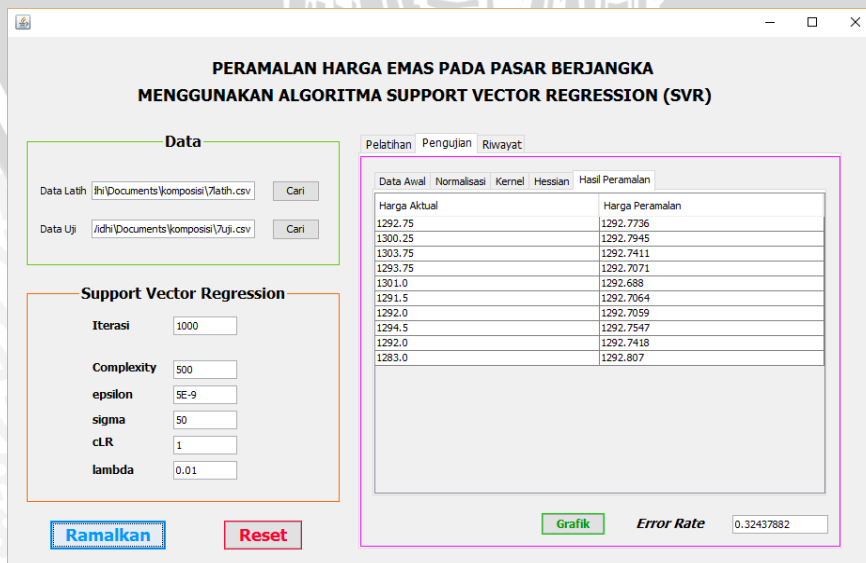 PERAMALAN HARGA EMAS PADA PASAR BERJANGKA
MENGGUNAKAN ALGORITMA SUPPORT VECTOR REGRESSION (SVR)
Data
Data Latih hi\Documents\komposisi\7latih.csv Cari
Data Uji /idhi\Documents\komposisi\7uji.csv Cari
Support Vector Regression
Iterasi 1000
Complexity 500
epsilon 5E-9
sigma 50
cLR 1
lambda 0.01
Ramalkan Reset
Pelatihan Pengujian Riwayat
Data Awal Normalisasi Kernel Hessian Hasil Peramalan
Harga Aktual Harga Peramalan
1292.75 1292.7736
1300.25 1292.7945
1303.75 1292.7411
1293.75 1292.7071
1301.0 1292.688
1291.5 1292.7064
1292.0 1292.7059
1294.5 1292.7547
1292.0 1292.7418
1283.0 1292.807
Grafik Error Rate 0.32437882